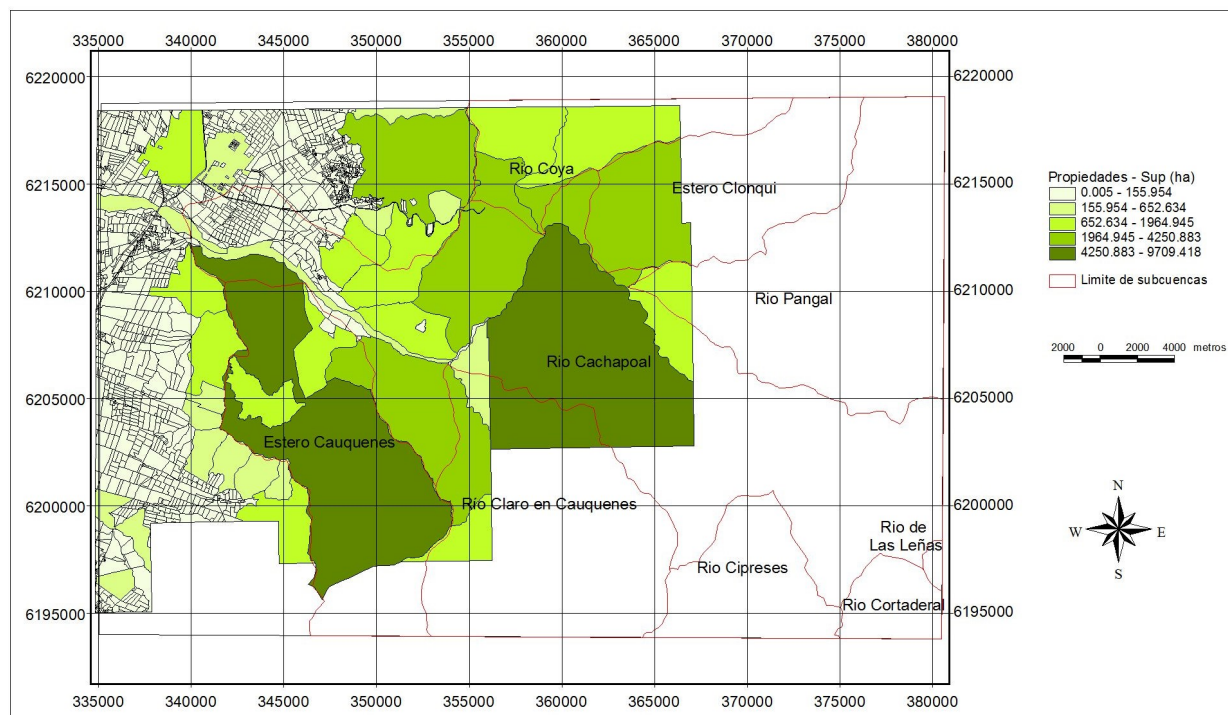 335000 340000 345000 350000 355000 360000 365000 370000 375000 380000
6220000 6220000
6215000 6215000
6210000 6210000
6205000 6205000
6200000 6200000
6195000 6195000
335000 340000 345000 350000 355000 360000 365000 370000 375000 380000
Río Coya
Estero Clonqui
Rio Pangal
Rio Cachapoal
Estero Cauquenes
Río Claro en Cauquenes
Rio de
Las Leñas
Rio Cipreses
Rio Cortaderal
Propiedades - Sup (ha)
0.005 - 155.954
155.954 - 652.634
652.634 - 1964.945
1964.945 - 4250.883
4250.883 - 9709.418
Limite de subcuencas
2000 0 2000 4000 metros
N
W E
S